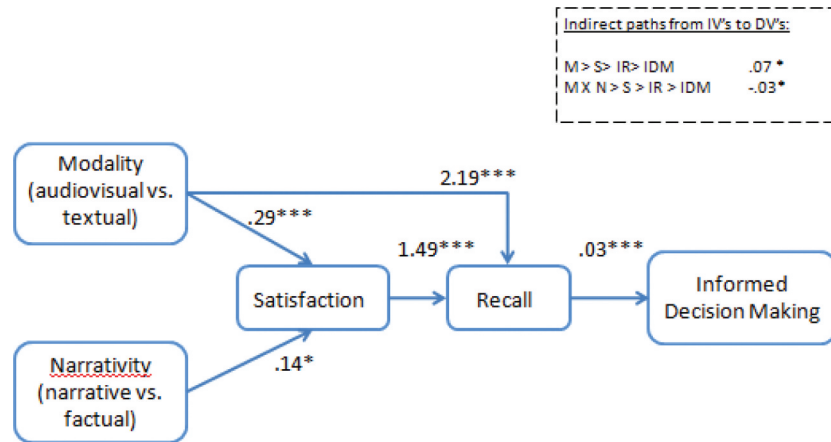 Indirect paths from IV's to DV's:
M > S> IR> IDM .07 *
M X N > S > IR > IDM -.03*
Modality
(audiovisual vs.
textual)
2.19***
.29***
1.49***
.03***
Satisfaction
Recall
Informed
Decision Making
.14*
Narrativity
(narrative vs.
factual)